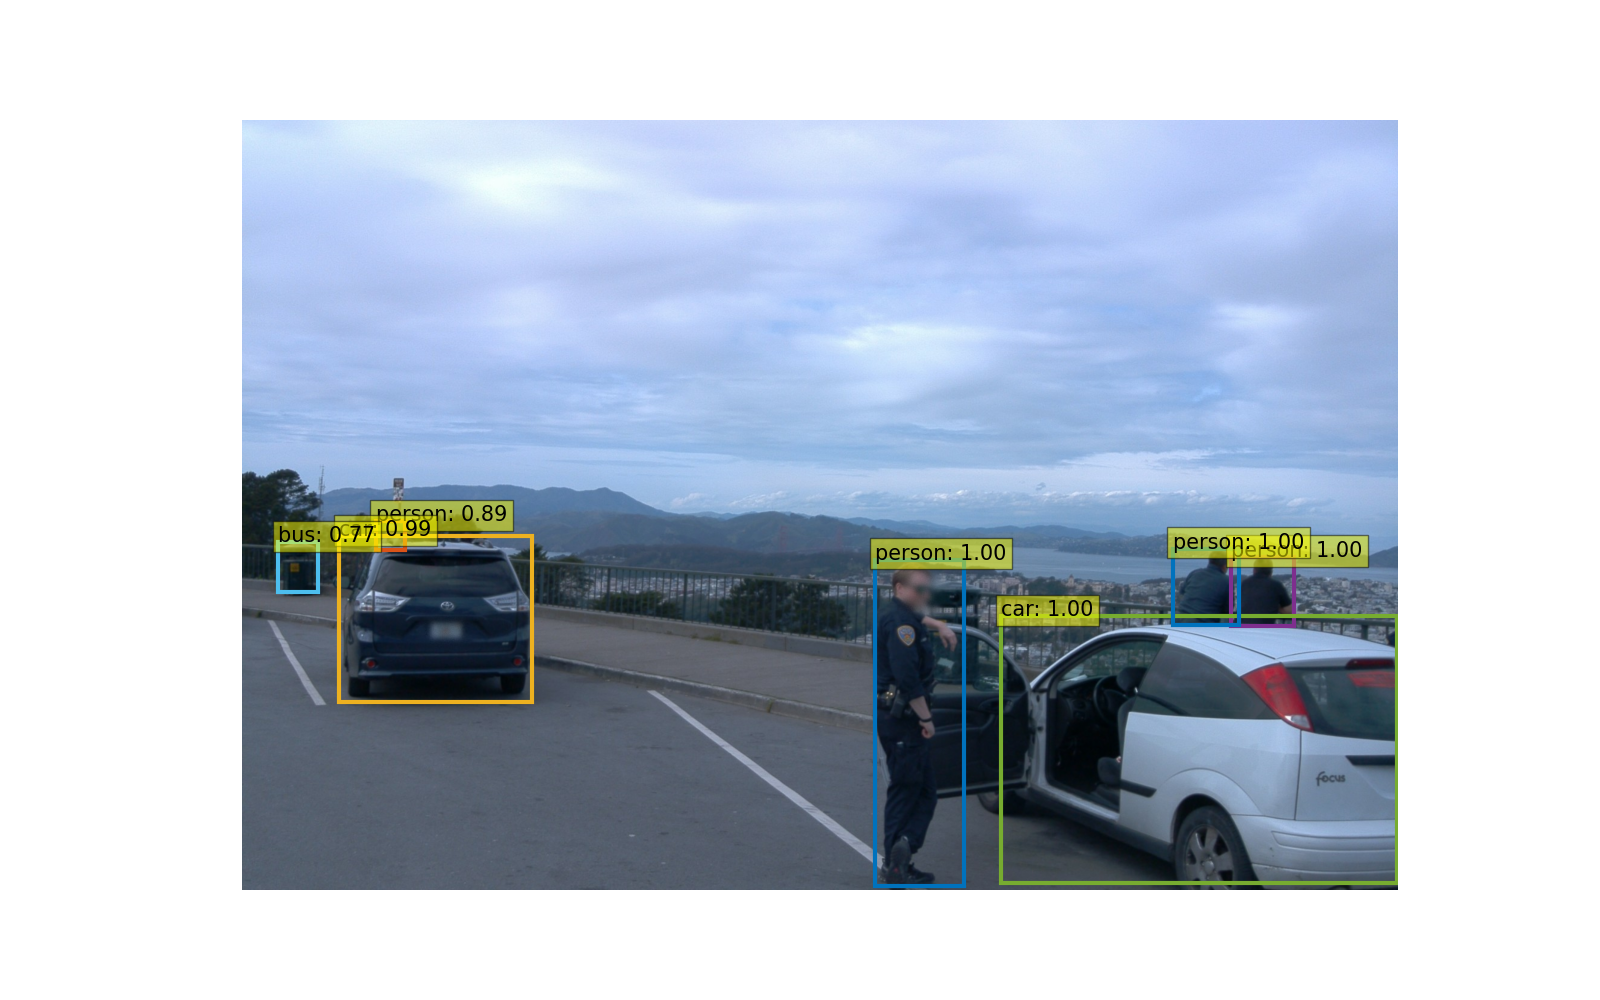 person: 0.89
car: 0.99
bus: 0.77
person: 1.00
person: 1.00
person: 1.00
car: 1.00
focus